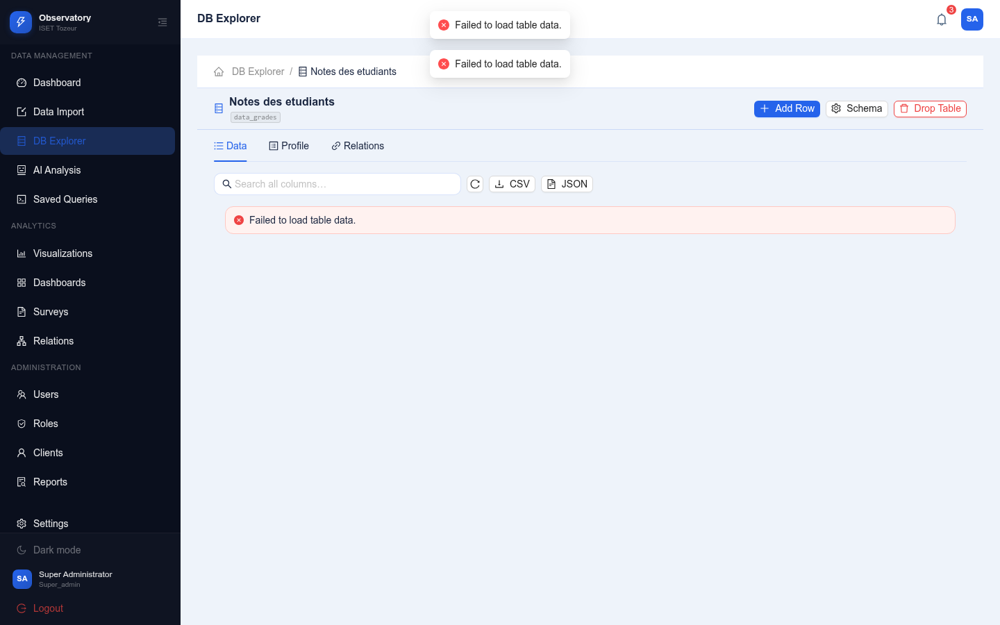 Observatory
ISET Tozeur
DATA MANAGEMENT
Dashboard
Data Import
DB Explorer
AI Analysis
Saved Queries
ANALYTICS
Visualizations
Dashboards
Surveys
Relations
ADMINISTRATION
Users
Roles
Clients
Reports
Settings
Dark mode
SA
Super Administrator
Super_admin
Logout
DB Explorer
3
SA
Failed to load table data.
Failed to load table data.
DB Explorer / Notes des etudiants
Notes des etudiants
data_grades
Add Row
Schema
Drop Table
Data
Profile
Relations
Search all columns...
CSV
JSON
Failed to load table data.